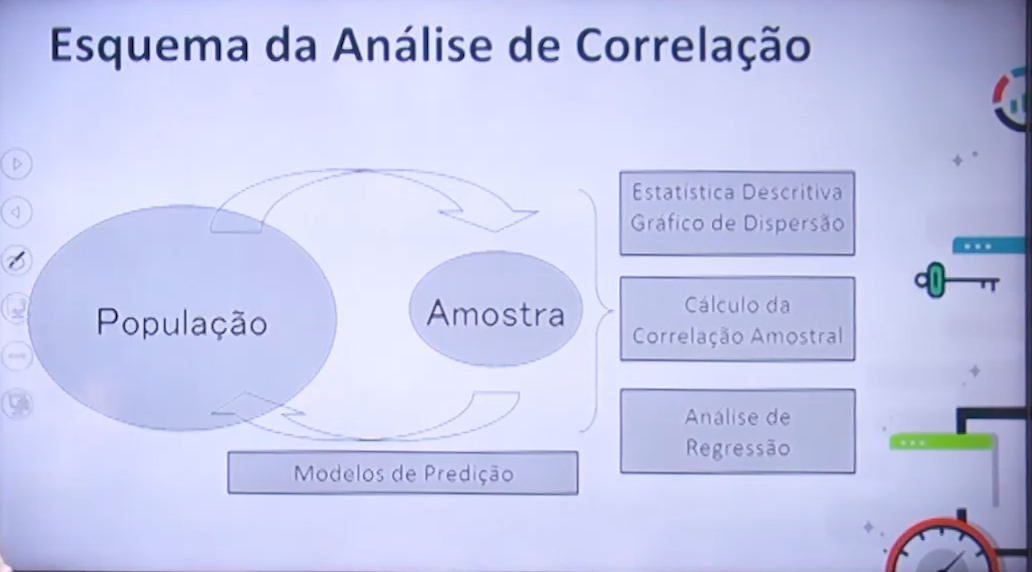 Esquema da Análise de Correlação
População
Amostra
Estatística Descritiva
Gráfico de Dispersão
Cálculo da
Correlação Amostral
Análise de
Regressão
Modelos de Predição